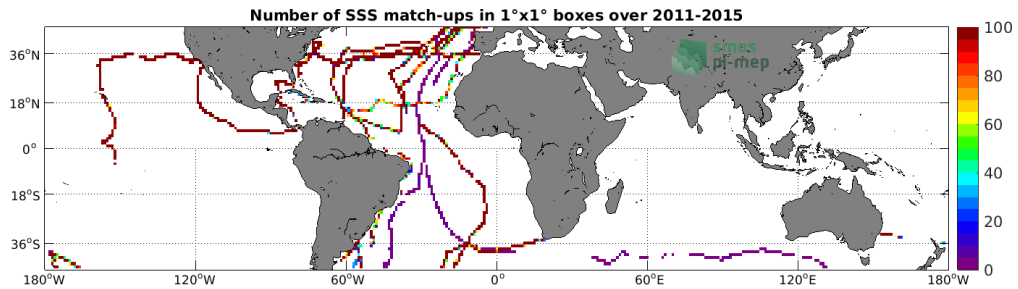 Number of SSS match-ups in 1°x1° boxes over 2011-2015
smos
pi-mep
36°N
18°N
0°
18°S
36°S
180°W
120°W
60°W
0°
60°E
120°E
180°W
100
80
60
40
20
0